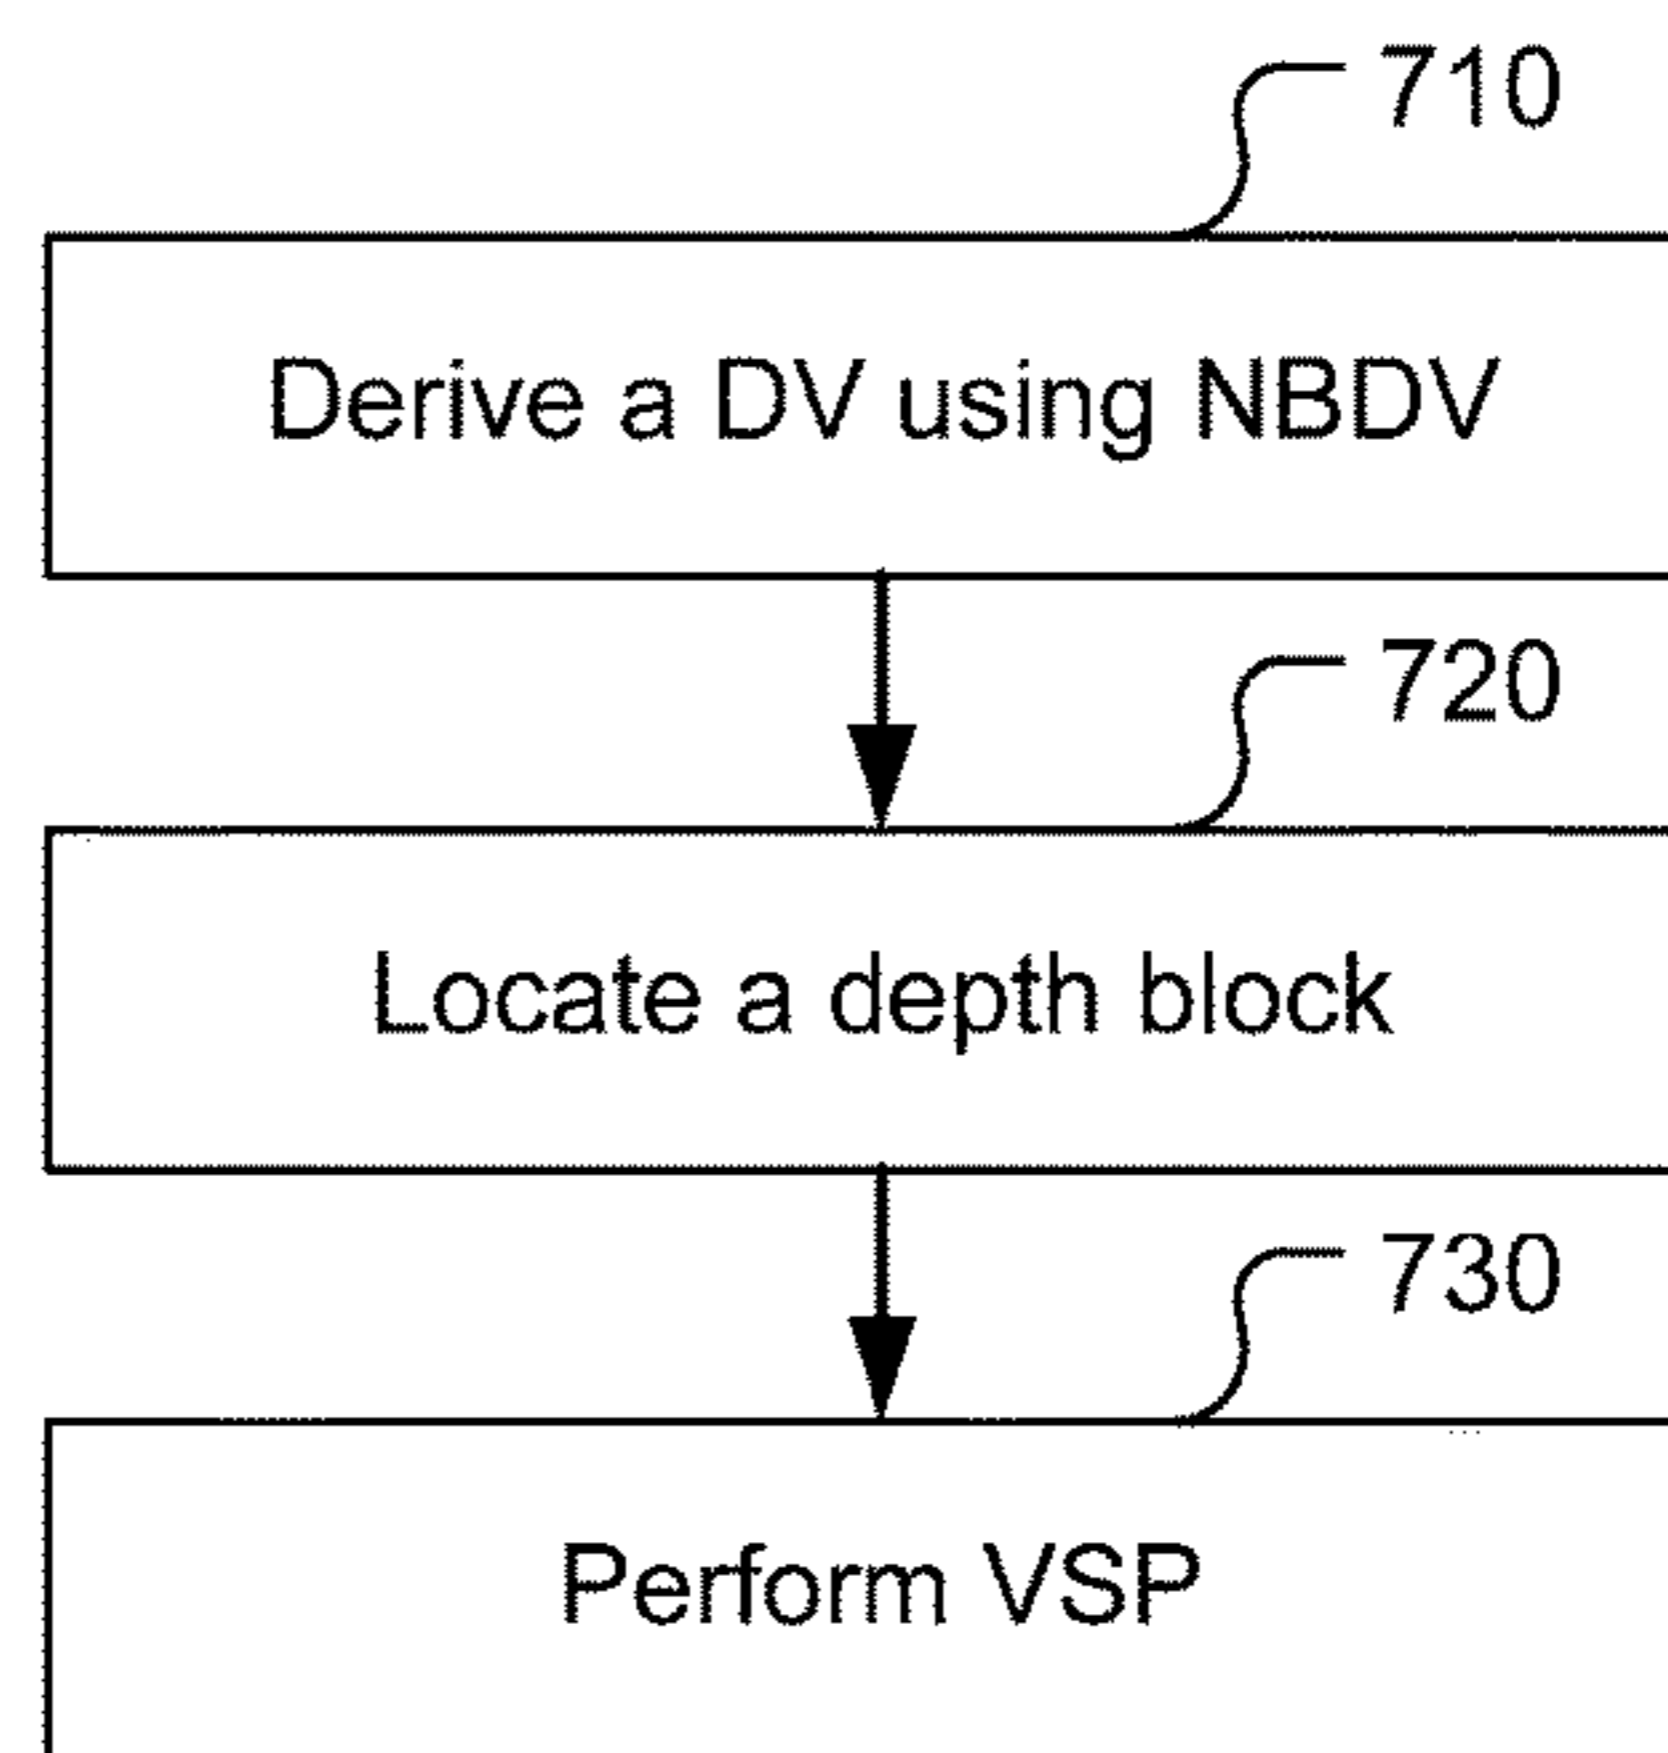 710
Derive a DV using NBDV
720
Locate a depth block
730
Perform VSP